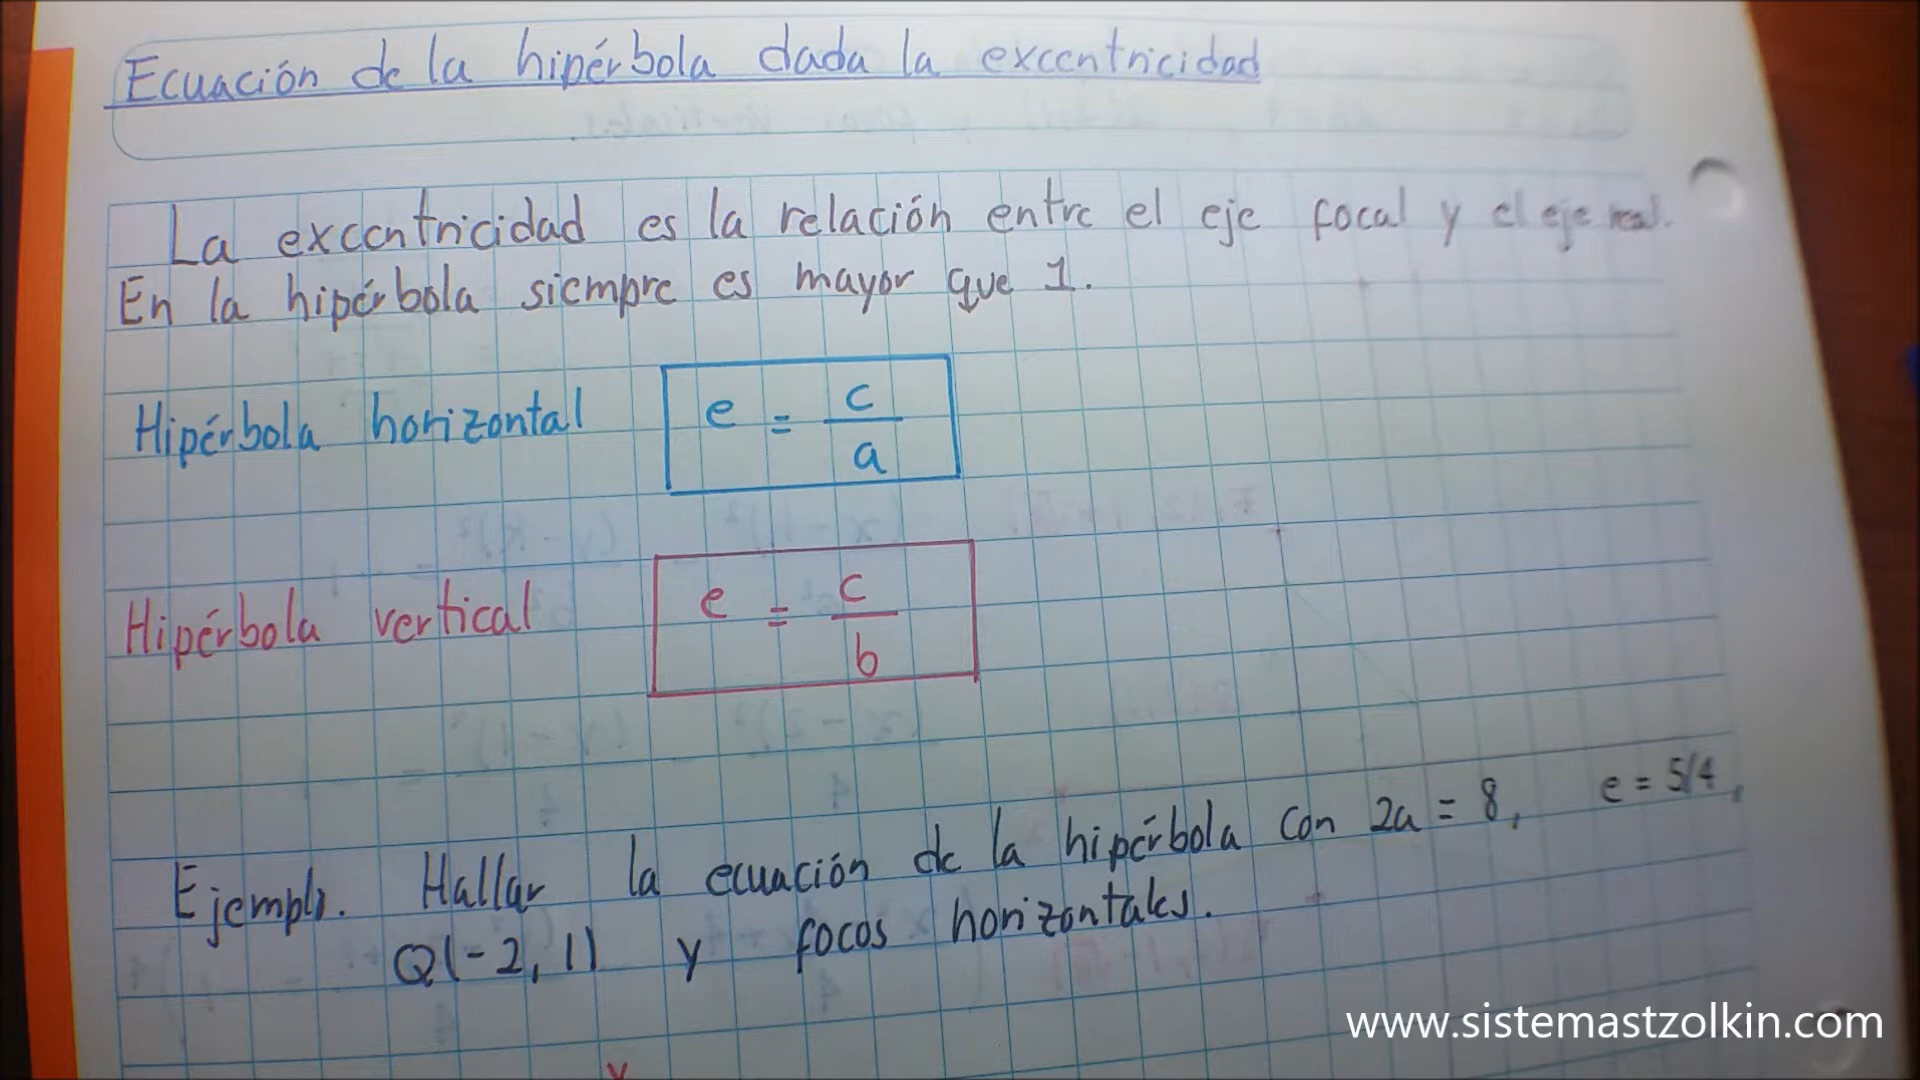 Ecuación de la hipérbola dada la excentricidad
La excentricidad es la relación entre el eje focal y el eje real.
En la hipérbola siempre es mayor que 1.
Hipérbola horizontal e = c/a
Hipérbola vertical e = c/b
Ejemplo. Hallar la ecuación de la hipérbola con 2a = 8, e = 5/4,
Q(-2, 1) y focos horizontales.
y
www.sistemastzolkin.com